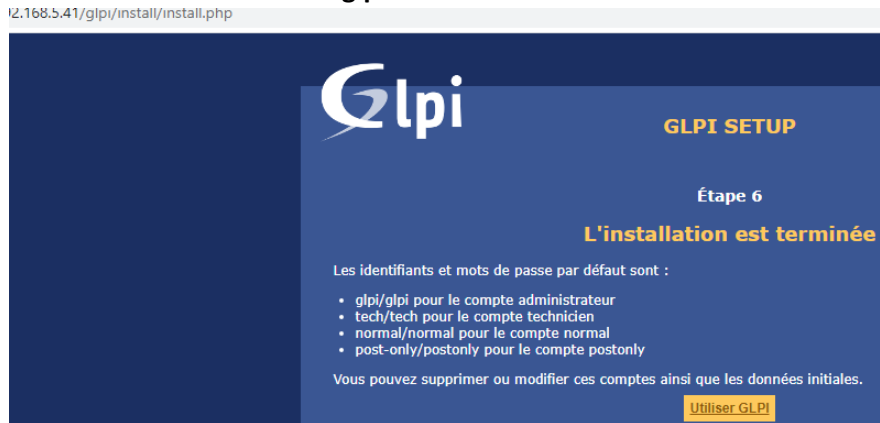 2.168.5.41/glpi/install/install.php
Glpi
GLPI SETUP
Étape 6
L'installation est terminée
Les identifiants et mots de passe par défaut sont :
• glpi/glpi pour le compte administrateur
• tech/tech pour le compte technicien
• normal/normal pour le compte normal
• post-only/postonly pour le compte postonly
Vous pouvez supprimer ou modifier ces comptes ainsi que les données initiales.
Utiliser GLPI